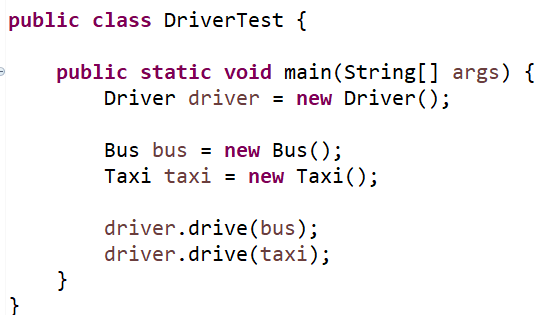 public class DriverTest {
public static void main(String[] args) {
Driver driver = new Driver();
Bus bus = new Bus();
Taxi taxi = new Taxi();
driver.drive(bus);
driver.drive(taxi);
}
}